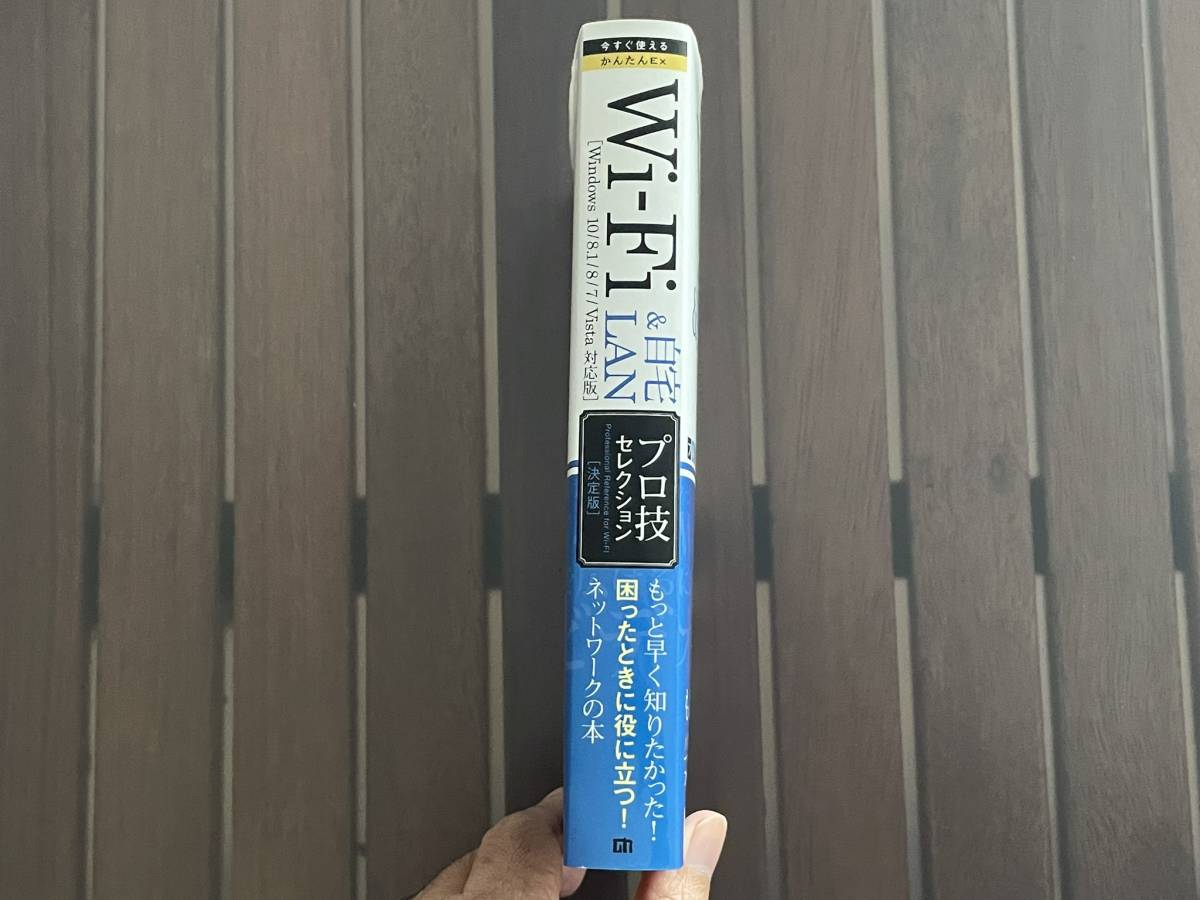 今すぐ使える
かんたんEx
Wi-Fi
&自宅
LAN
[Windows 10/8.1/8/7/Vista 対応版]
プロ技
セレクション
Professional Reference for Wi-Fi
[決定版]
もっと早く知りたかった!
困ったときに役に立つ!
ネットワークの本